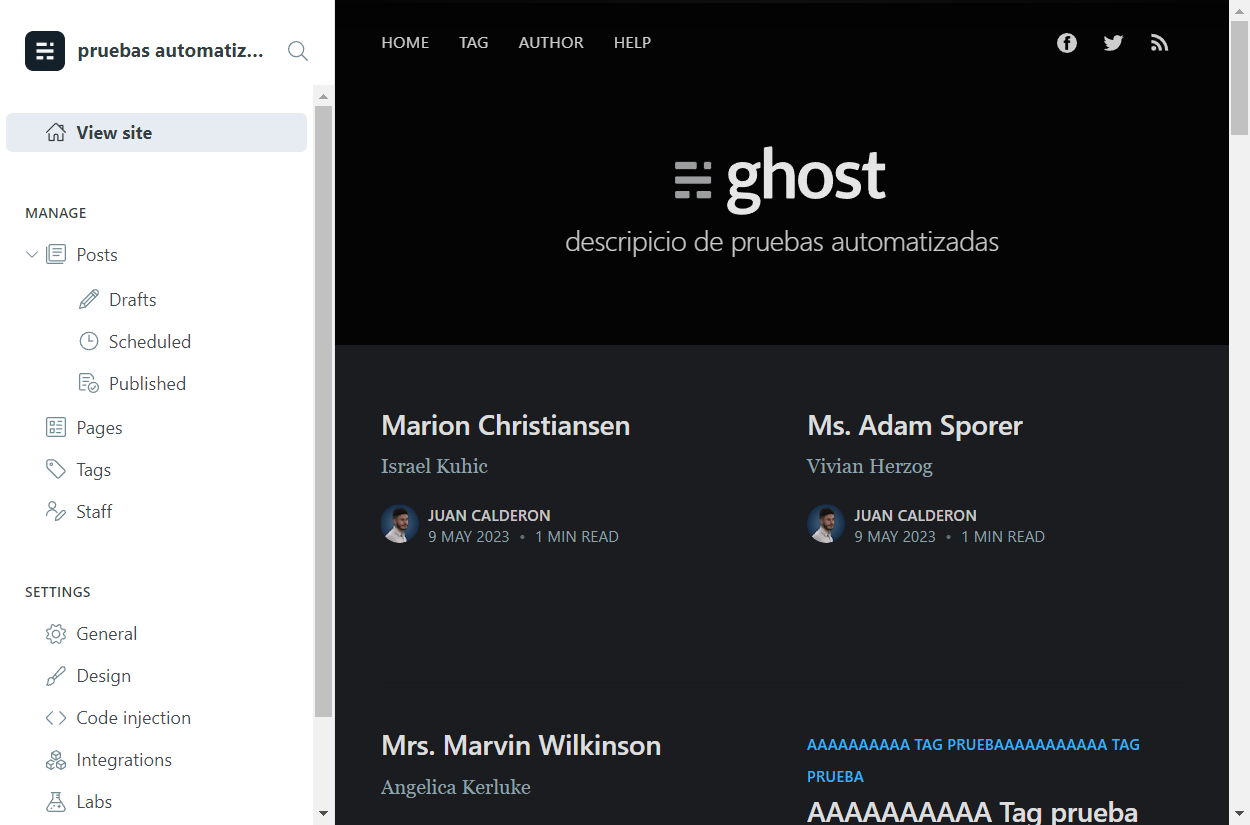 pruebas automatiz...
View site
MANAGE
Posts
Drafts
Scheduled
Published
Pages
Tags
Staff
SETTINGS
General
Design
Code injection
Integrations
Labs
HOME TAG AUTHOR HELP
ghost
descripicio de pruebas automatizadas
Marion Christiansen
Israel Kuhic
JUAN CALDERON
9 MAY 2023 • 1 MIN READ
Ms. Adam Sporer
Vivian Herzog
JUAN CALDERON
9 MAY 2023 • 1 MIN READ
Mrs. Marvin Wilkinson
Angelica Kerluke
AAAAAAAAAA TAG PRUEBAAAAAAAAAAA TAG
PRUEBA
AAAAAAAAAA Tag prueba